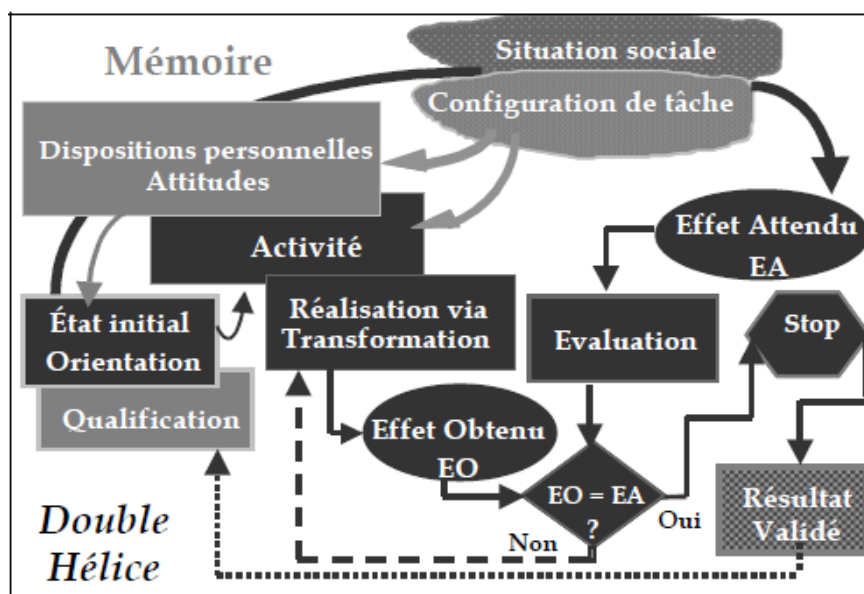 Mémoire
Situation sociale
Configuration de tâche
Dispositions personnelles
Attitudes
Activité
Effet Attendu
EA
État initial
Orientation
Réalisation via
Transformation
Evaluation
Stop
Qualification
Effet Obtenu
EO
EO = EA
?
Oui
Non
Résultat
Validé
Double
Hélice